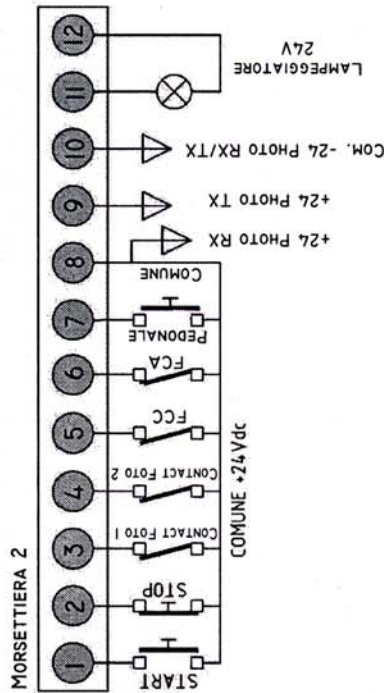 MORSETTIERA 2
1 2 3 4 5 6 7 8 9 10 11 12
START
STOP
CONTACT FOTO 1
CONTACT FOTO 2
FCC
FCA
PEDONALE
COMUNE
+24 PHOTO RX
+24 PHOTO TX
COM. -24 PHOTO RX/TX
LAMPEGGIATORE
24V
COMUNE +24Vdc